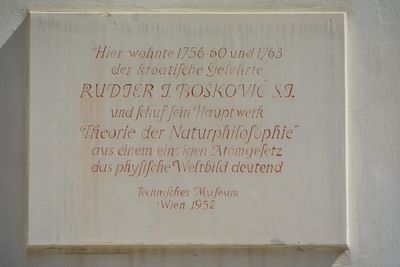 Hier wohnte 1756-60 und 1763
der kroatiſche Gelehrte
RUDJER J. BOŠKOVIĆ S.J.
und ſchuf ſein Hauptwerk
"Theorie der Naturphiloſophie"
aus einem einzigen Atomgeſetz
das phyſiſche Weltbild deutend
Techniſches Muſeum
Wien 1952